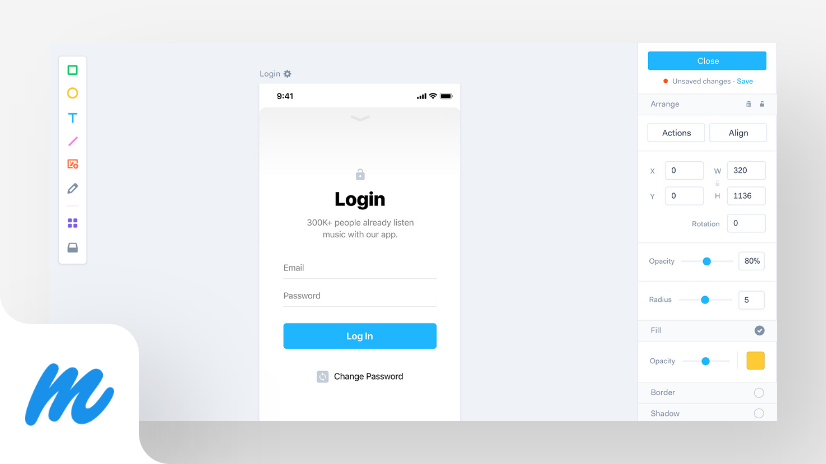 Login
9:41
Login
300K+ people already listen
music with our app.
Email
Password
Log In
Change Password
T
Close
Unsaved changes - Save
Arrange
Actions
Align
X 0 W 320
Y 0 H 1136
Rotation 0
Opacity 80%
Radius 5
Fill
Opacity
Border
Shadow
m